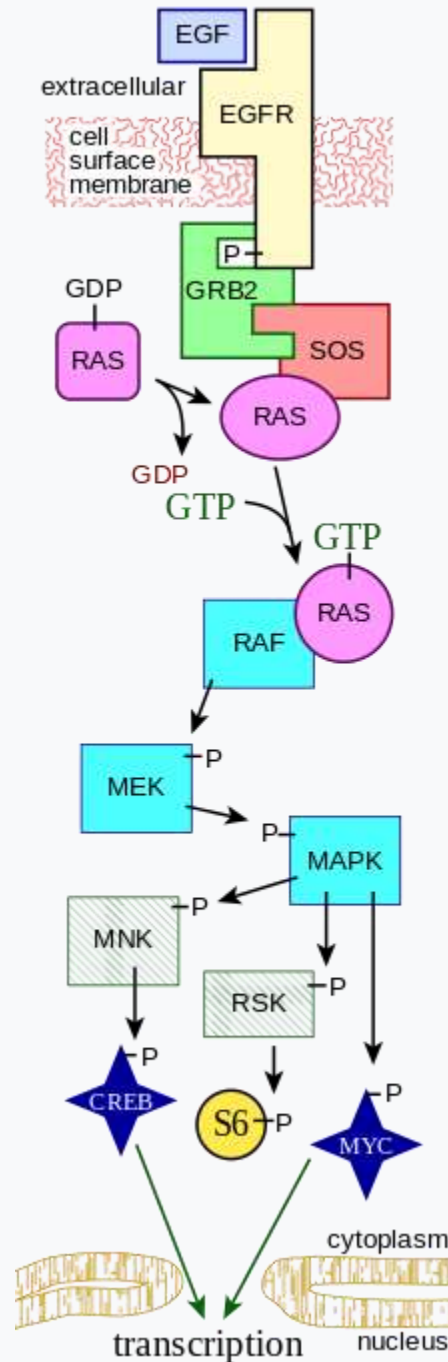 EGF
extracellular
EGFR
cell
surface
membrane
P
GRB2
GDP
SOS
RAS
RAS
GDP
GTP
GTP
RAS
RAF
P
MEK
P
MAPK
P
MNK
P
RSK
P
CREB
P
S6
P
MYC
cytoplasm
transcription
nucleus